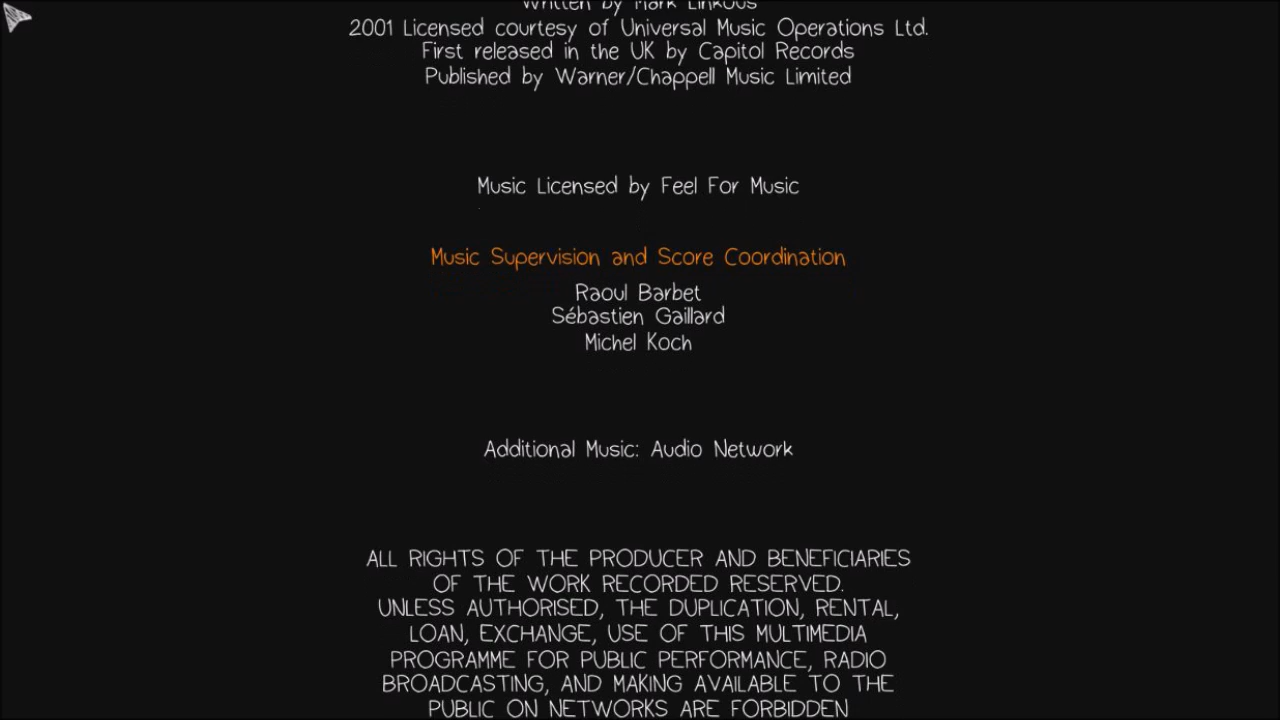 Written by Mark Linkous
2001 Licensed courtesy of Universal Music Operations Ltd.
First released in the UK by Capitol Records
Published by Warner/Chappell Music Limited
Music Licensed by Feel For Music
Music Supervision and Score Coordination
Raoul Barbet
Sébastien Gaillard
Michel Koch
Additional Music: Audio Network
ALL RIGHTS OF THE PRODUCER AND BENEFICIARIES
OF THE WORK RECORDED RESERVED.
UNLESS AUTHORISED, THE DUPLICATION, RENTAL,
LOAN, EXCHANGE, USE OF THIS MULTIMEDIA
PROGRAMME FOR PUBLIC PERFORMANCE, RADIO
BROADCASTING, AND MAKING AVAILABLE TO THE
PUBLIC ON NETWORKS ARE FORBIDDEN